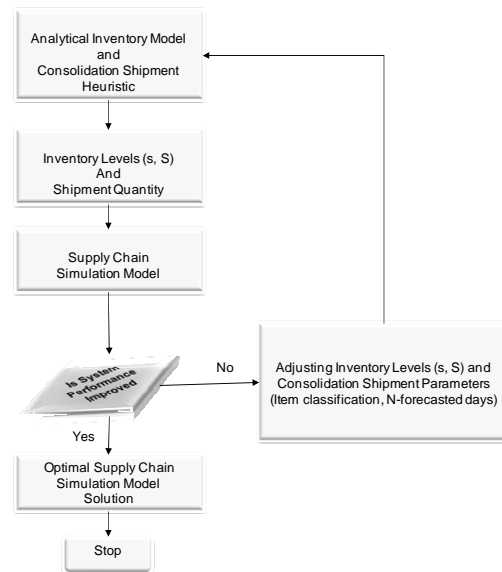 Analytical Inventory Model
and
Consolidation Shipment
Heuristic
Inventory Levels (s, S)
And
Shipment Quantity
Supply Chain
Simulation Model
Is System
Performance
Improved
No
Adjusting Inventory Levels (s, S) and
Consolidation Shipment Parameters
(Item classification, N-forecasted days)
Yes
Optimal Supply Chain
Simulation Model
Solution
Stop